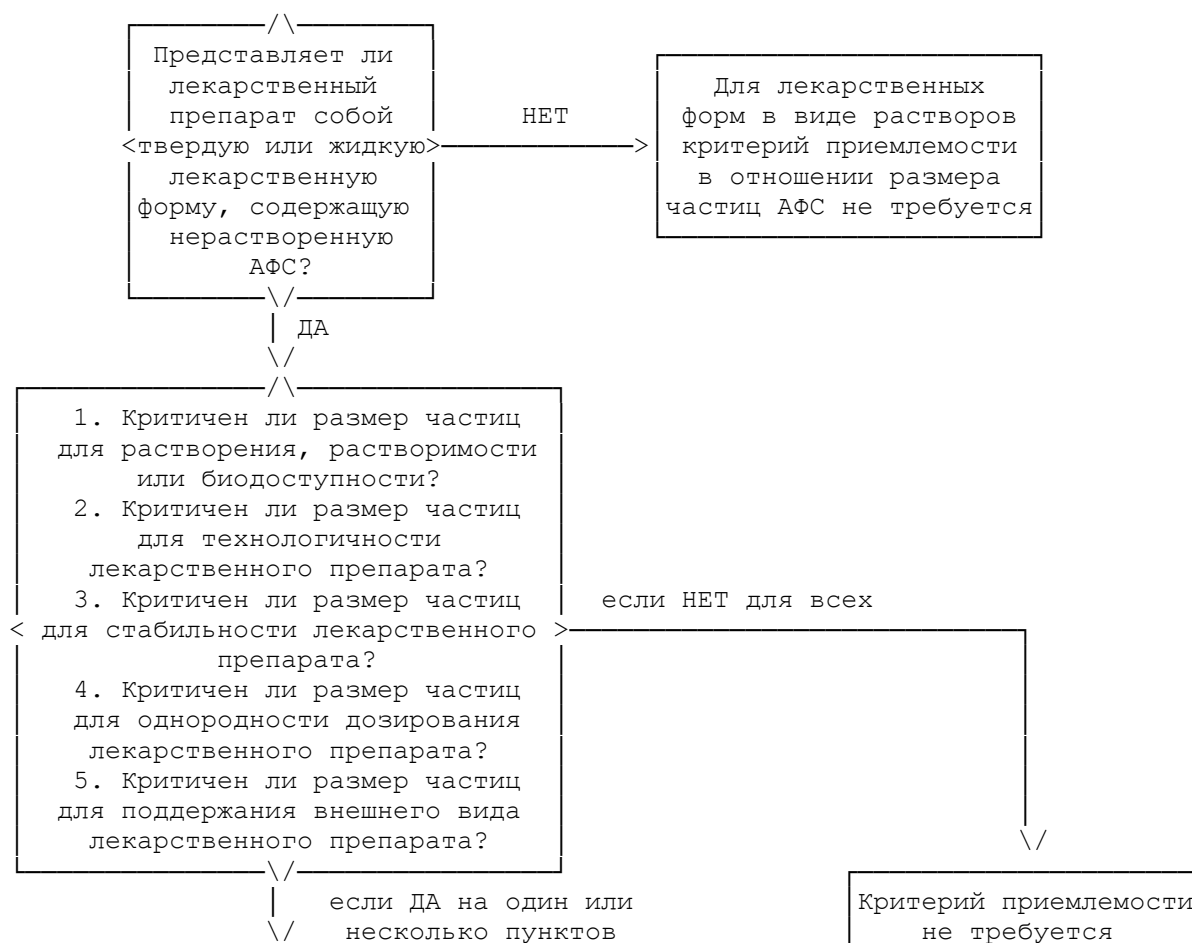 Представляет ли
лекарственный
препарат собой
твердую или жидкую
лекарственную
форму, содержащую
нерастворенную
АФС?
НЕТ
Для лекарственных
форм в виде растворов
критерий приемлемости
в отношении размера
частиц АФС не требуется
ДА
1. Критичен ли размер частиц
для растворения, растворимости
или биодоступности?
2. Критичен ли размер частиц
для технологичности
лекарственного препарата?
3. Критичен ли размер частиц
для стабильности лекарственного
препарата?
4. Критичен ли размер частиц
для однородности дозирования
лекарственного препарата?
5. Критичен ли размер частиц
для поддержания внешнего вида
лекарственного препарата?
если НЕТ для всех
если ДА на один или
несколько пунктов
Критерий приемлемости
не требуется